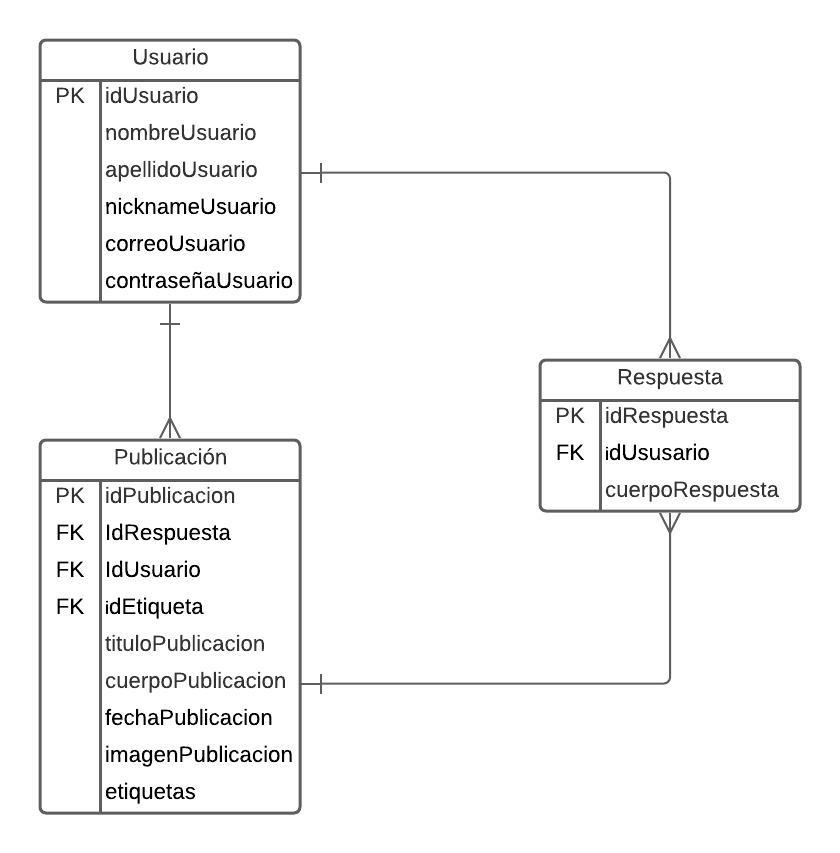 Usuario
PK idUsuario
nombreUsuario
apellidoUsuario
nicknameUsuario
correoUsuario
contraseñaUsuario
Respuesta
PK idRespuesta
FK idUsusario
cuerpoRespuesta
Publicación
PK idPublicacion
FK IdRespuesta
FK IdUsuario
FK idEtiqueta
tituloPublicacion
cuerpoPublicacion
fechaPublicacion
imagenPublicacion
etiquetas